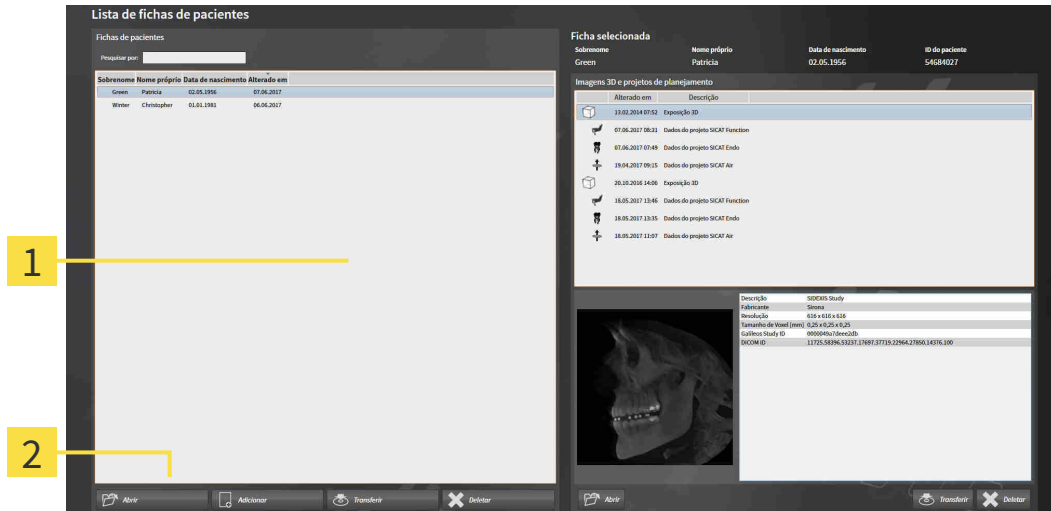 Lista de fichas de pacientes
Fichas de pacientes
Pesquisar por:
Sobrenome Nome próprio Data de nascimento Alterado em
Green Patricia 02.05.1956 07.06.2017
Winter Christopher 01.01.1981 06.06.2017
1
2
Abrir Adicionar Transferir Deletar
Ficha selecionada
Sobrenome Nome próprio Data de nascimento ID do paciente
Green Patricia 02.05.1956 54684027
Imagens 3D e projetos de planejamento
Alterado em Descrição
13.02.2014 07:52 Exposição 3D
07.06.2017 08:31 Dados do projeto SICAT Function
07.06.2017 07:49 Dados do projeto SICAT Endo
19.04.2017 09:15 Dados do projeto SICAT Air
20.10.2016 14:06 Exposição 3D
18.05.2017 13:46 Dados do projeto SICAT Function
18.05.2017 13:35 Dados do projeto SICAT Endo
18.05.2017 11:07 Dados do projeto SICAT Air
Descrição SIDEXIS Study
Fabricante Sirona
Resolução 616 x 616 x 616
Tamanho de Voxel [mm] 0,25 x 0,25 x 0,25
Galileos Study ID 0000049a7deee2db
DICOM ID 11725.58396.53237.17697.37719.22964.27850.14376.100
Abrir Transferir Deletar